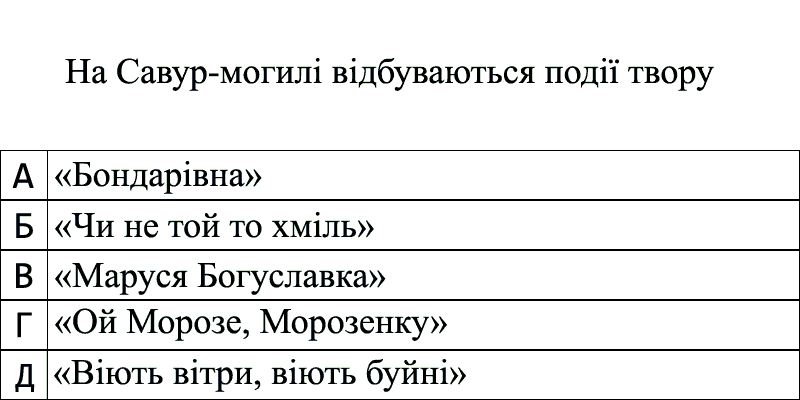 На Савур-могилі відбуваються події твору
А «Бондарівна»
Б «Чи не той то хміль»
В «Маруся Богуславка»
Г «Ой Морозе, Морозенку»
Д «Віють вітри, віють буйні»